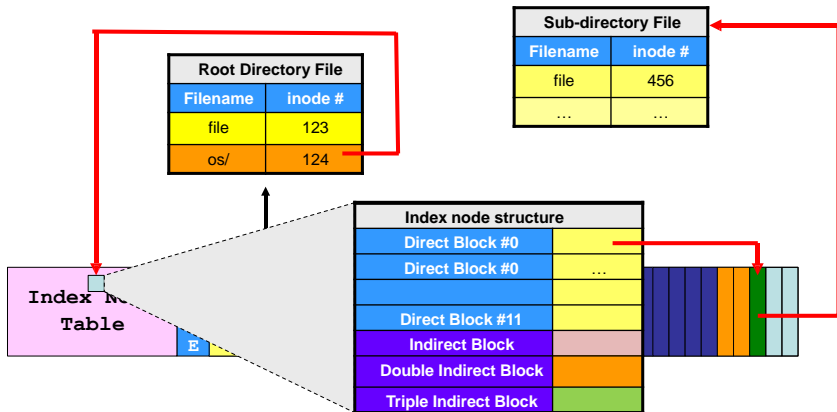 Sub-directory File
Filename inode #
file 456
… …
Root Directory File
Filename inode #
file 123
os/ 124
Index node structure
Direct Block #0
Direct Block #0 …
Direct Block #11
Indirect Block
Double Indirect Block
Triple Indirect Block
Index
Table
E